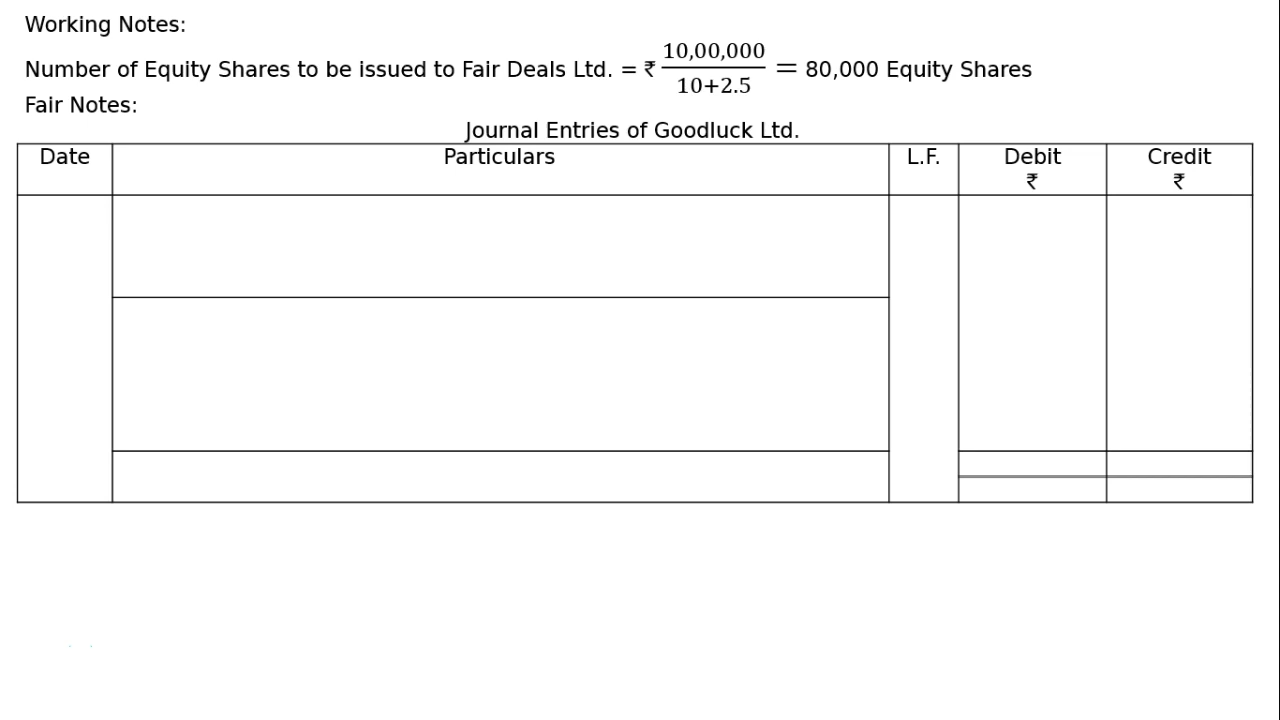 Working Notes:
Number of Equity Shares to be issued to Fair Deals Ltd. = ₹ 10,00,000 / 10+2.5 = 80,000 Equity Shares
Fair Notes:
Journal Entries of Goodluck Ltd.
Date Particulars L.F. Debit ₹ Credit ₹